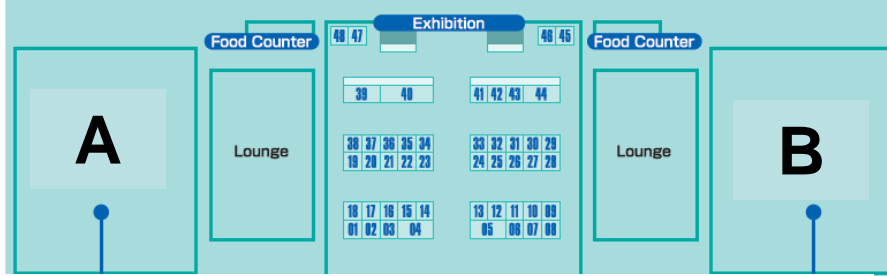 Exhibition
48 47
46 45
Food Counter
Food Counter
39 40
41 42 43 44
A
Lounge
38 37 36 35 34
19 20 21 22 23
33 32 31 30 29
24 25 26 27 28
Lounge
B
18 17 16 15 14
01 02 03 04
13 12 11 10 09
05 06 07 08